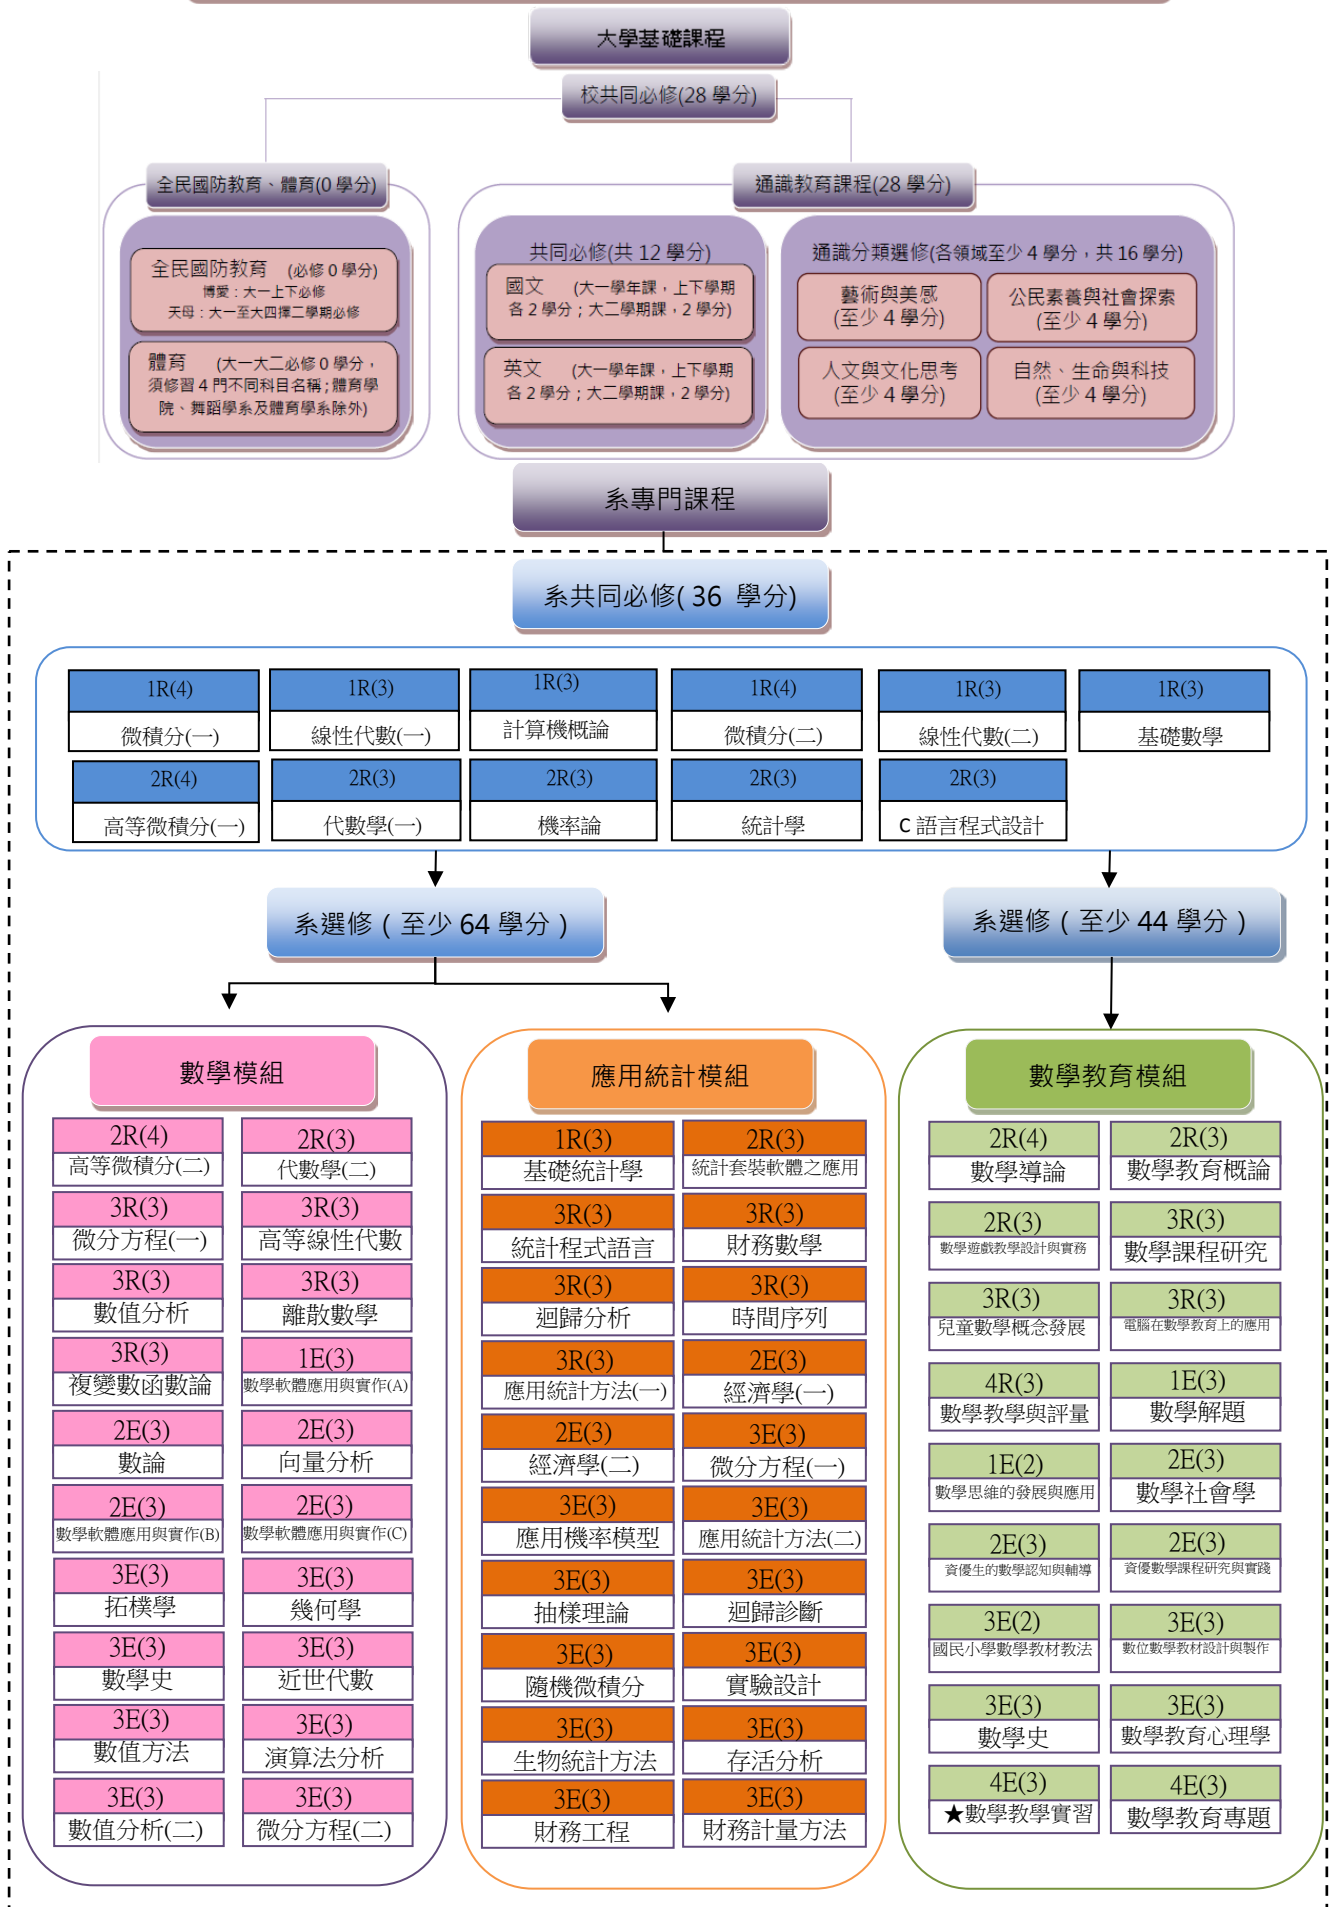 大學基礎課程
校共同必修(28 學分)
全民國防教育、體育(0 學分)
全民國防教育 (必修 0 學分)
博愛：大一上下必修
天母：大一至大四擇二學期必修
體育 (大一大二必修 0 學分，
須修習 4 門不同科目名稱；體育學
院、舞蹈學系及體育學系除外)
通識教育課程(28 學分)
共同必修(共 12 學分)
國文 (大一學年課，上下學期
各 2 學分；大二學期課，2 學分)
英文 (大一學年課，上下學期
各 2 學分；大二學期課，2 學分)
通識分類選修(各領域至少 4 學分，共 16 學分)
藝術與美感
(至少 4 學分)
公民素養與社會探索
(至少 4 學分)
人文與文化思考
(至少 4 學分)
自然、生命與科技
(至少 4 學分)
系專門課程
系共同必修( 36 學分)
1R(4)
微積分(一)
1R(3)
線性代數(一)
1R(3)
計算機概論
1R(4)
微積分(二)
1R(3)
線性代數(二)
1R(3)
基礎數學
2R(4)
高等微積分(一)
2R(3)
代數學(一)
2R(3)
機率論
2R(3)
統計學
2R(3)
C 語言程式設計
系選修（至少 64 學分）
系選修（至少 44 學分）
數學模組
2R(4)
高等微積分(二)
2R(3)
代數學(二)
3R(3)
微分方程(一)
3R(3)
高等線性代數
3R(3)
數值分析
3R(3)
離散數學
3R(3)
複變數函數論
1E(3)
數學軟體應用與實作(A)
2E(3)
數論
2E(3)
向量分析
2E(3)
數學軟體應用與實作(B)
2E(3)
數學軟體應用與實作(C)
3E(3)
拓樸學
3E(3)
幾何學
3E(3)
數學史
3E(3)
近世代數
3E(3)
數值方法
3E(3)
演算法分析
3E(3)
數值分析(二)
3E(3)
微分方程(二)
應用統計模組
1R(3)
基礎統計學
2R(3)
統計套裝軟體之應用
3R(3)
統計程式語言
3R(3)
財務數學
3R(3)
迴歸分析
3R(3)
時間序列
3R(3)
應用統計方法(一)
2E(3)
經濟學(一)
2E(3)
經濟學(二)
3E(3)
微分方程(一)
3E(3)
應用機率模型
3E(3)
應用統計方法(二)
3E(3)
抽樣理論
3E(3)
迴歸診斷
3E(3)
隨機微積分
3E(3)
實驗設計
3E(3)
生物統計方法
3E(3)
存活分析
3E(3)
財務工程
3E(3)
財務計量方法
數學教育模組
2R(4)
數學導論
2R(3)
數學教育概論
2R(3)
數學遊戲教學設計與實務
3R(3)
數學課程研究
3R(3)
兒童數學概念發展
3R(3)
電腦在數學教育上的應用
4R(3)
數學教學與評量
1E(3)
數學解題
1E(2)
數學思維的發展與應用
2E(3)
數學社會學
2E(3)
資優生的數學認知與輔導
2E(3)
資優數學課程研究與實踐
3E(2)
國民小學數學教材教法
3E(3)
數位數學教材設計與製作
3E(3)
數學史
3E(3)
數學教育心理學
4E(3)
★數學教學實習
4E(3)
數學教育專題